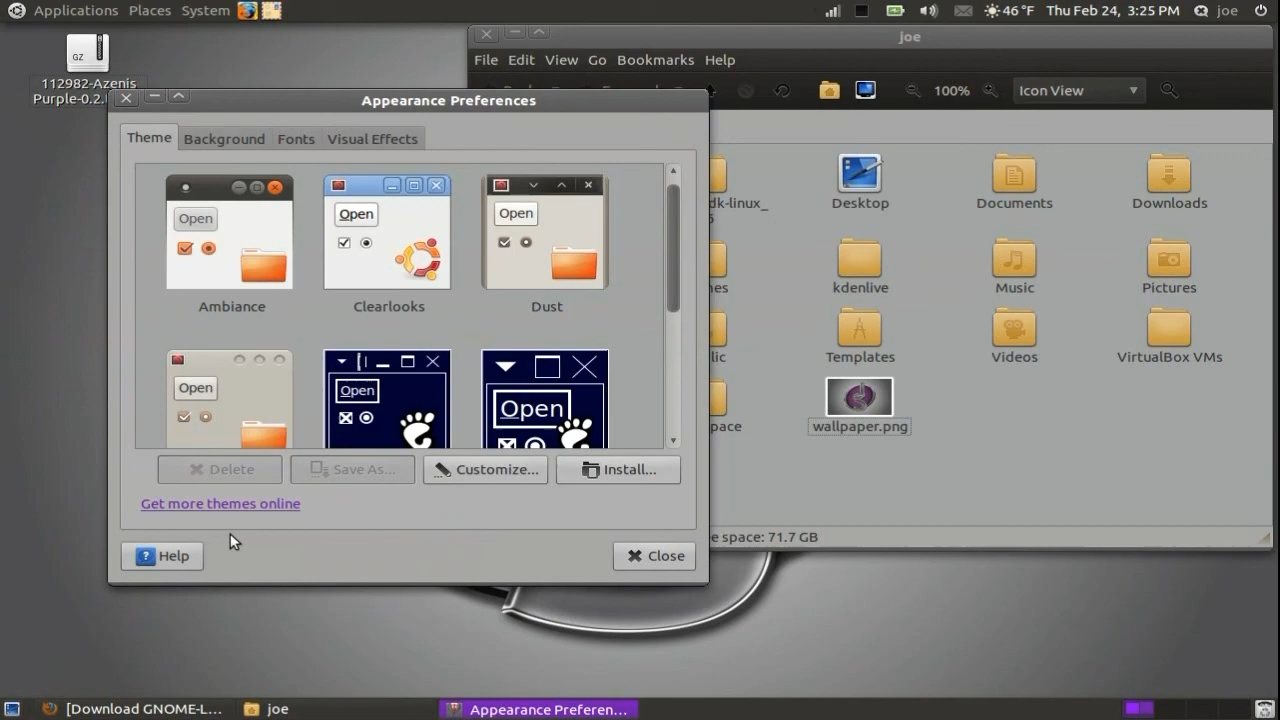 Applications Places System
46 °F Thu Feb 24, 3:25 PM joe
GZ
112982-Azenis
Purple-0.2.
joe
File Edit View Go Bookmarks Help
100% Icon View
Appearance Preferences
Theme Background Fonts Visual Effects
Open
Open
Open
Ambiance Clearlooks Dust
Open
Open
Open
Delete Save As... Customize... Install...
Get more themes online
Help Close
dk-linux_
6
Desktop Documents Downloads
nes kdenlive Music Pictures
lic Templates Videos VirtualBox VMs
pace wallpaper.png
e space: 71.7 GB
[Download GNOME-L... joe Appearance Preferen...